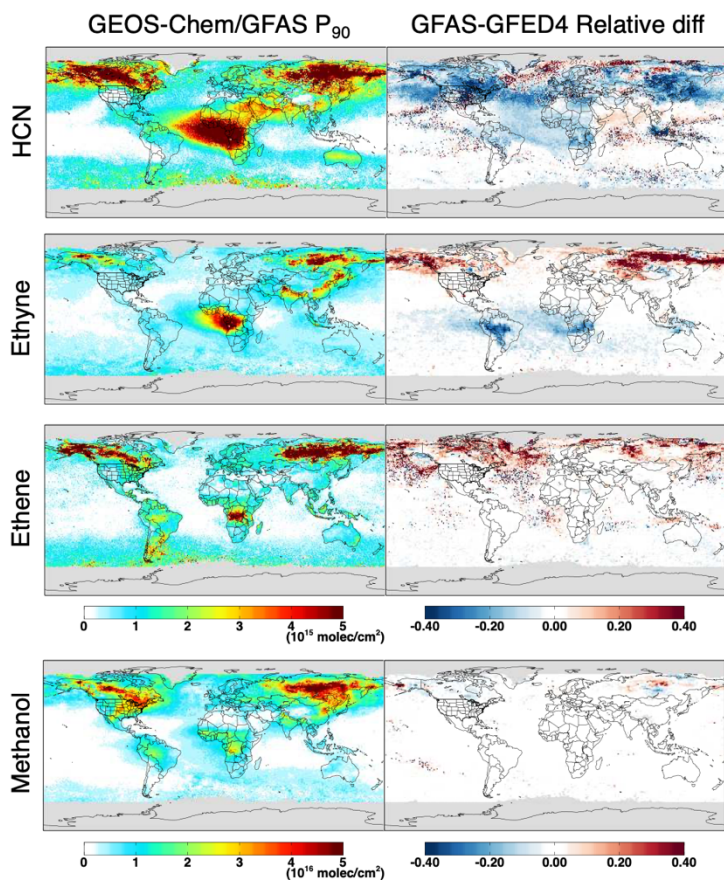 GEOS-Chem/GFAS P90
GFAS-GFED4 Relative diff
HCN
Ethyne
Ethene
0 1 2 3 4 5
(10^15 molec/cm^2)
-0.40 -0.20 0.00 0.20 0.40
Methanol
0 1 2 3 4 5
(10^16 molec/cm^2)
-0.40 -0.20 0.00 0.20 0.40